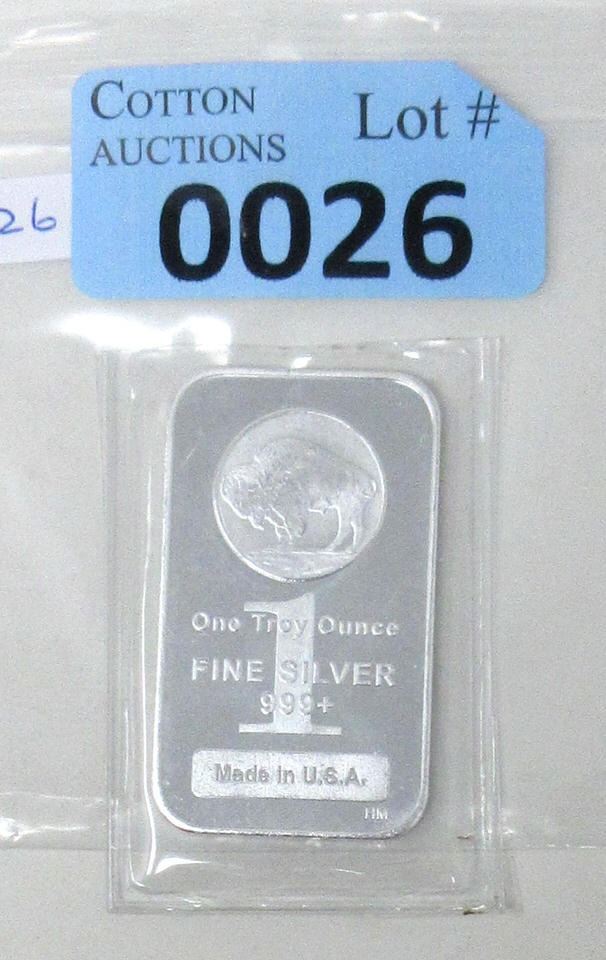 COTTON
AUCTIONS
Lot #
0026
26
One Troy Ounce
1
FINE SILVER
999+
Made in U.S.A.
HM